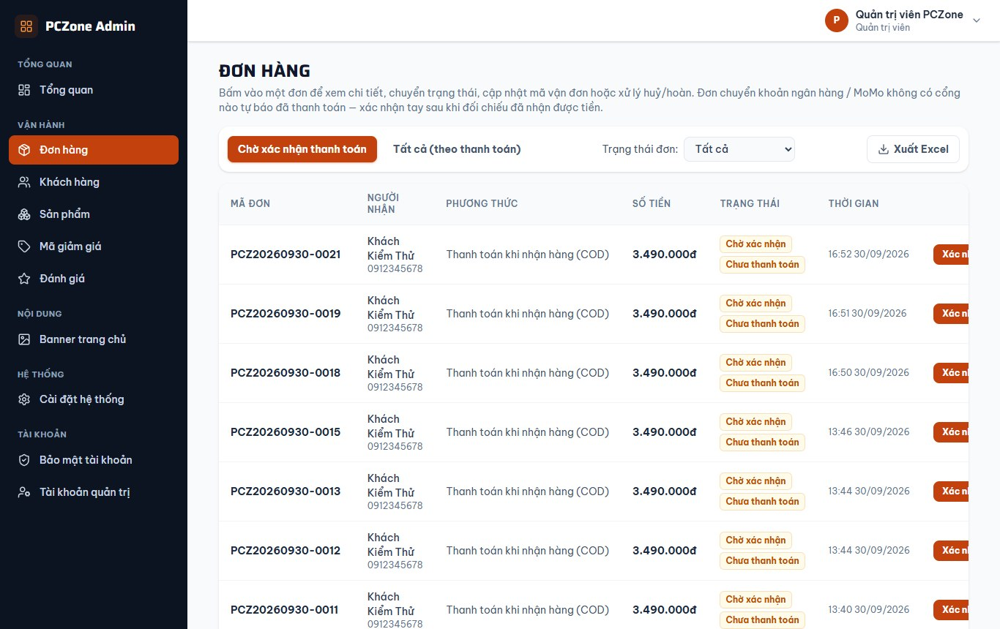 PCZone Admin
TỔNG QUAN
Tổng quan
VẬN HÀNH
Đơn hàng
Khách hàng
Sản phẩm
Mã giảm giá
Đánh giá
NỘI DUNG
Banner trang chủ
HỆ THỐNG
Cài đặt hệ thống
TÀI KHOẢN
Bảo mật tài khoản
Tài khoản quản trị
P
Quản trị viên PCZone
Quản trị viên
ĐƠN HÀNG
Bấm vào một đơn để xem chi tiết, chuyển trạng thái, cập nhật mã vận đơn hoặc xử lý huỷ/hoàn. Đơn chuyển khoản ngân hàng / MoMo không có cổng
nào tự báo đã thanh toán — xác nhận tay sau khi đối chiếu đã nhận được tiền.
Chờ xác nhận thanh toán
Tất cả (theo thanh toán)
Trạng thái đơn:
Tất cả
Xuất Excel
MÃ ĐƠN
NGƯỜI
NHẬN
PHƯƠNG THỨC
SỐ TIỀN
TRẠNG THÁI
THỜI GIAN
PCZ20260930-0021
Khách
Kiểm Thử
0912345678
Thanh toán khi nhận hàng (COD)
3.490.000đ
Chờ xác nhận
Chưa thanh toán
16:52 30/09/2026
Xác
PCZ20260930-0019
Khách
Kiểm Thử
0912345678
Thanh toán khi nhận hàng (COD)
3.490.000đ
Chờ xác nhận
Chưa thanh toán
16:51 30/09/2026
Xác
PCZ20260930-0018
Khách
Kiểm Thử
0912345678
Thanh toán khi nhận hàng (COD)
3.490.000đ
Chờ xác nhận
Chưa thanh toán
16:50 30/09/2026
Xác
PCZ20260930-0015
Khách
Kiểm Thử
0912345678
Thanh toán khi nhận hàng (COD)
3.490.000đ
Chờ xác nhận
Chưa thanh toán
13:46 30/09/2026
Xác
PCZ20260930-0013
Khách
Kiểm Thử
0912345678
Thanh toán khi nhận hàng (COD)
3.490.000đ
Chờ xác nhận
Chưa thanh toán
13:44 30/09/2026
Xác
PCZ20260930-0012
Khách
Kiểm Thử
0912345678
Thanh toán khi nhận hàng (COD)
3.490.000đ
Chờ xác nhận
Chưa thanh toán
13:44 30/09/2026
Xác
PCZ20260930-0011
Khách
Kiểm Thử
0912345678
Thanh toán khi nhận hàng (COD)
3.490.000đ
Chờ xác nhận
Chưa thanh toán
13:40 30/09/2026
Xác